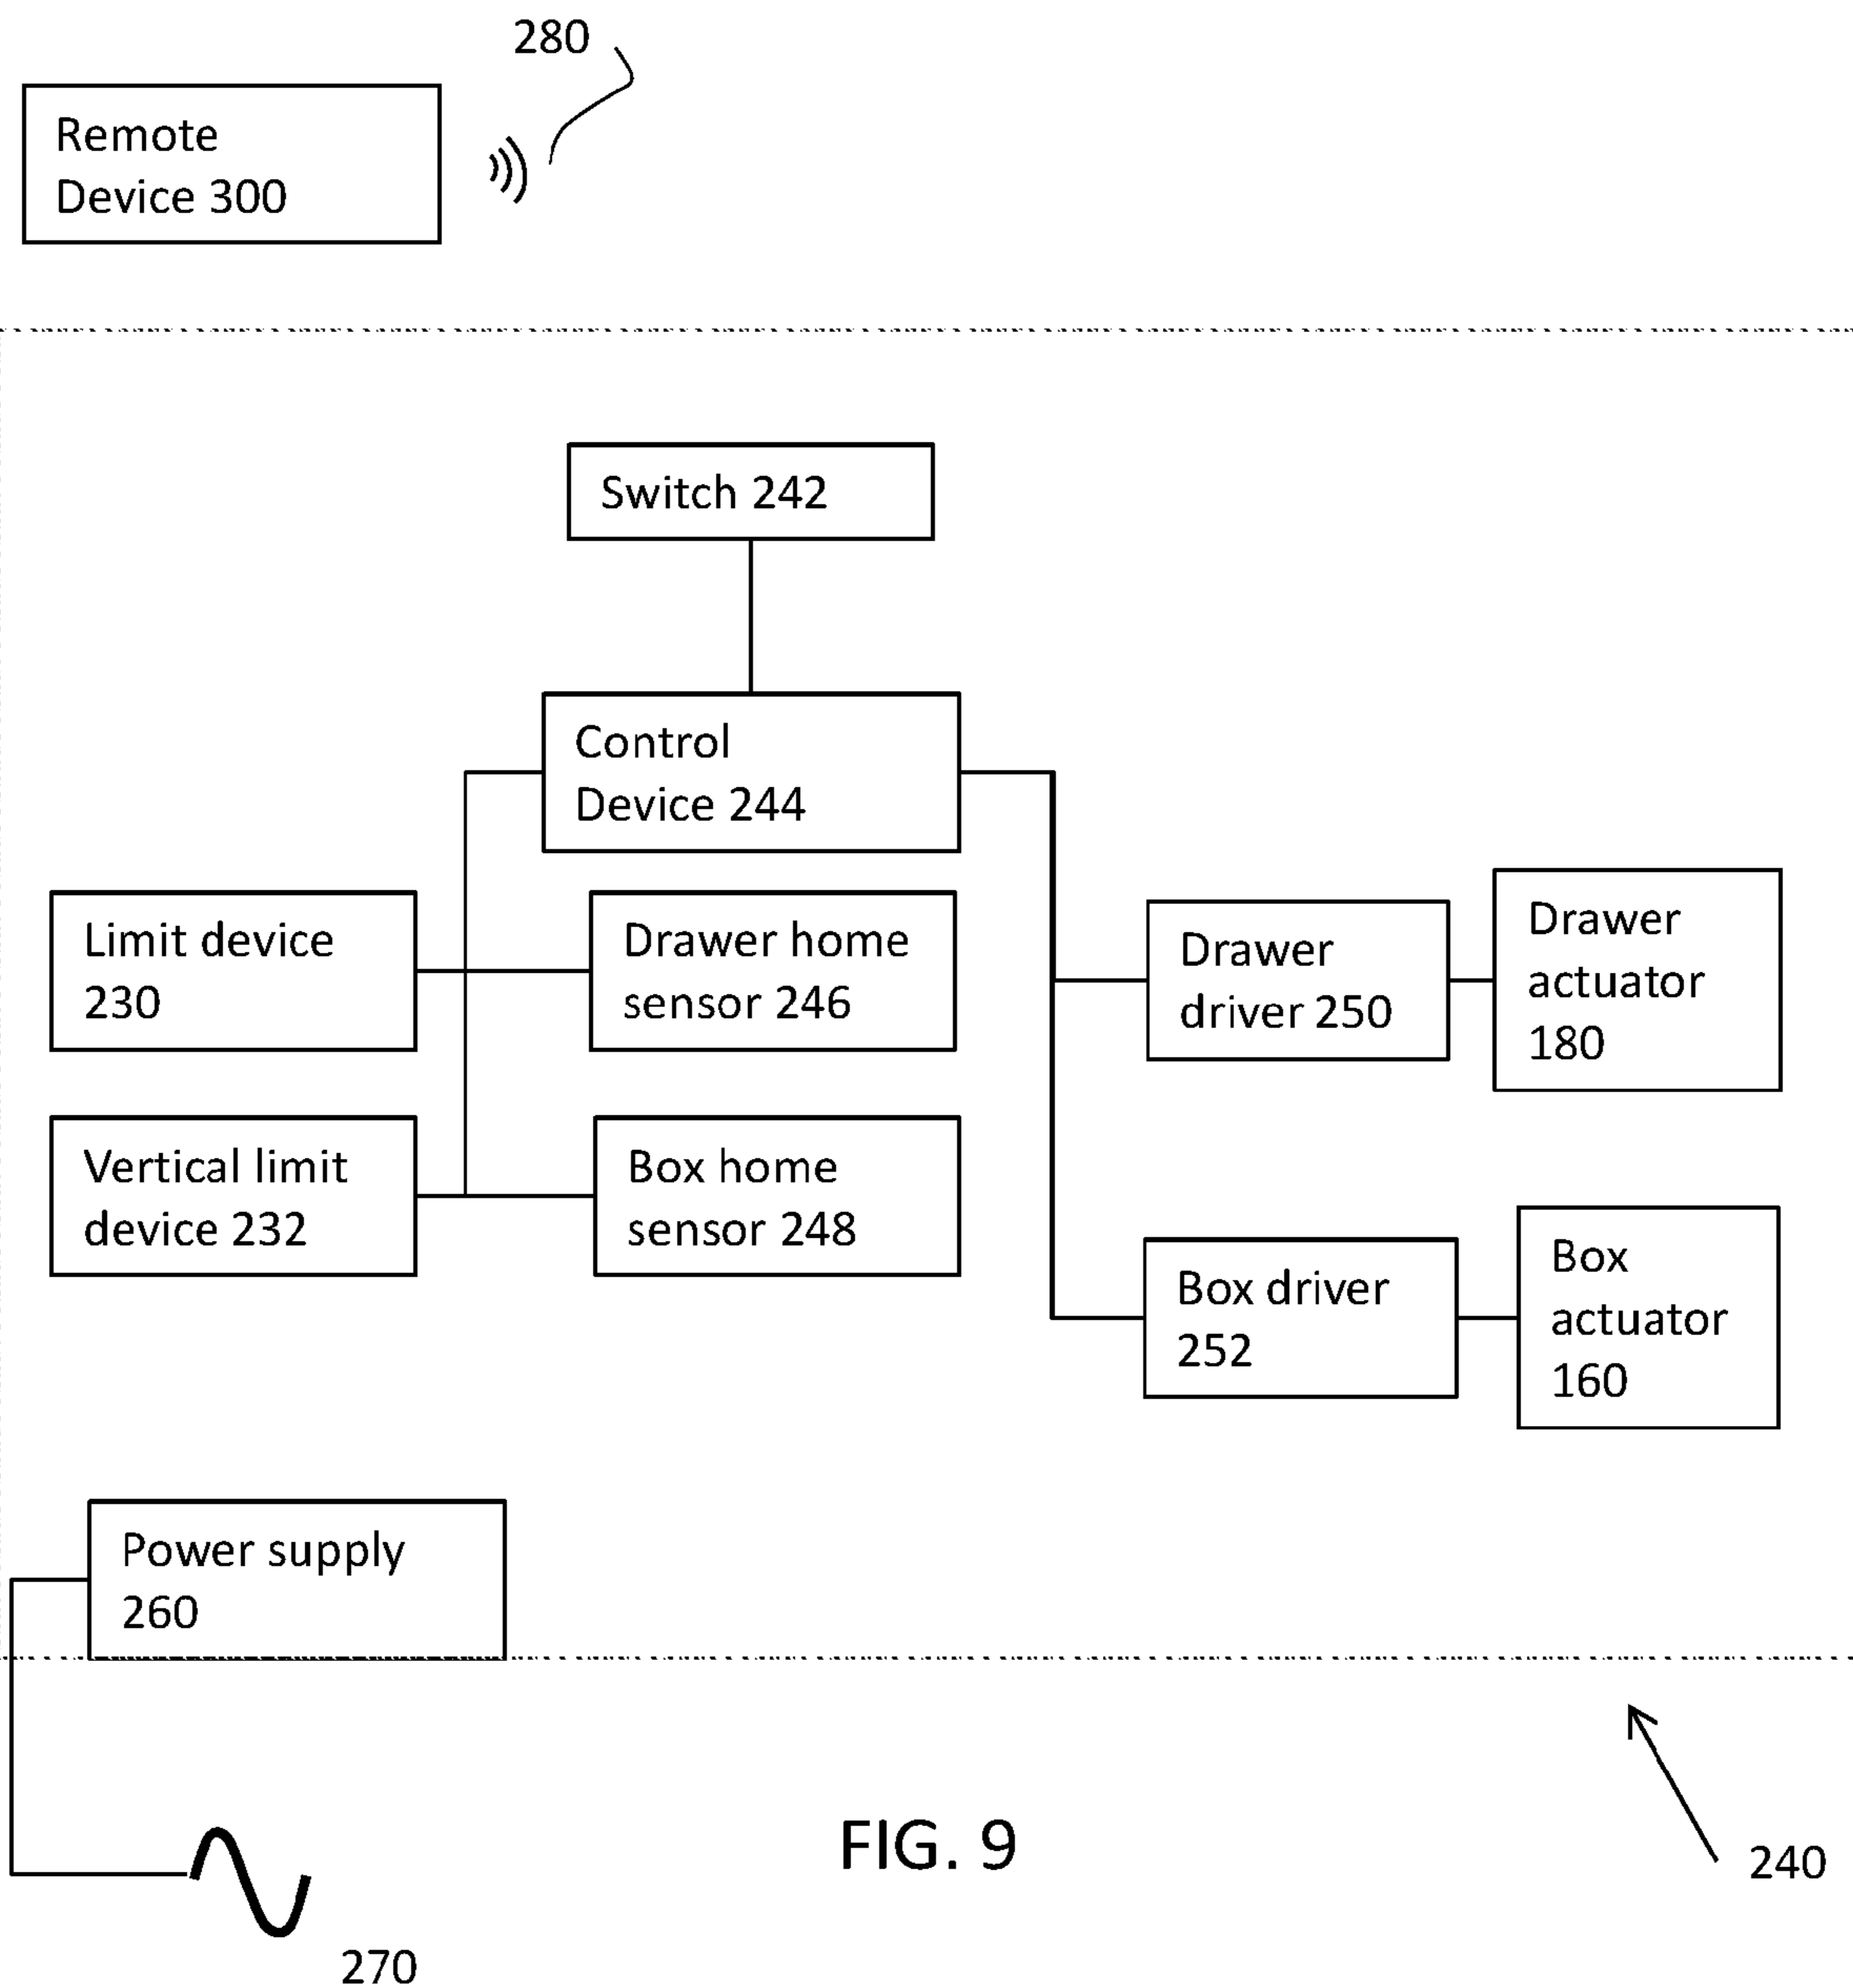 280
Remote
Device 300
Switch 242
Control
Device 244
Limit device
230
Drawer home
sensor 246
Drawer
driver 250
Drawer
actuator
180
Vertical limit
device 232
Box home
sensor 248
Box driver
252
Box
actuator
160
Power supply
260
FIG. 9
240
270